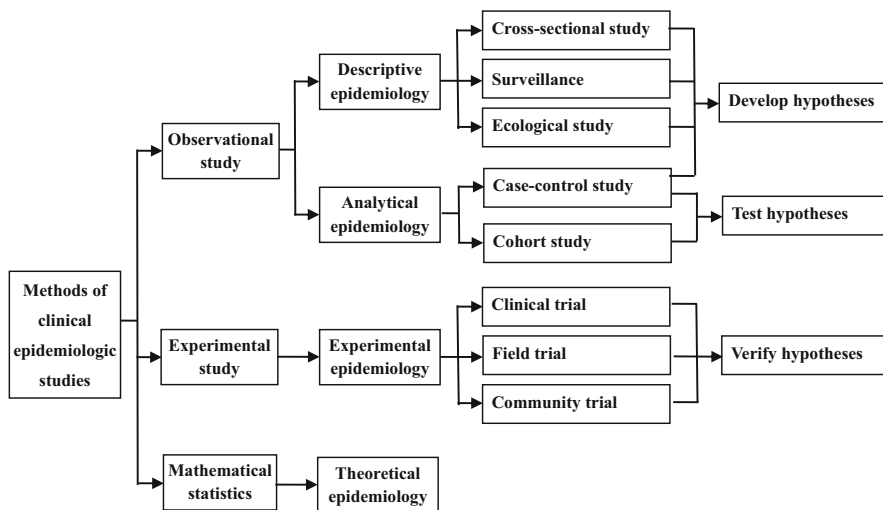 Methods of
clinical
epidemiologic
studies
Observational
study
Experimental
study
Mathematical
statistics
Descriptive
epidemiology
Analytical
epidemiology
Experimental
epidemiology
Theoretical
epidemiology
Cross-sectional study
Surveillance
Ecological study
Case-control study
Cohort study
Clinical trial
Field trial
Community trial
Develop hypotheses
Test hypotheses
Verify hypotheses